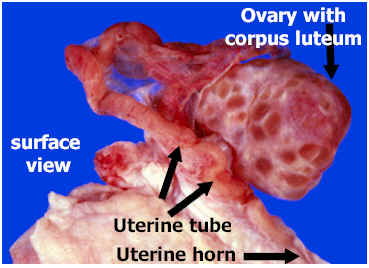 Ovary with
corpus luteum
surface
view
Uterine tube
Uterine horn